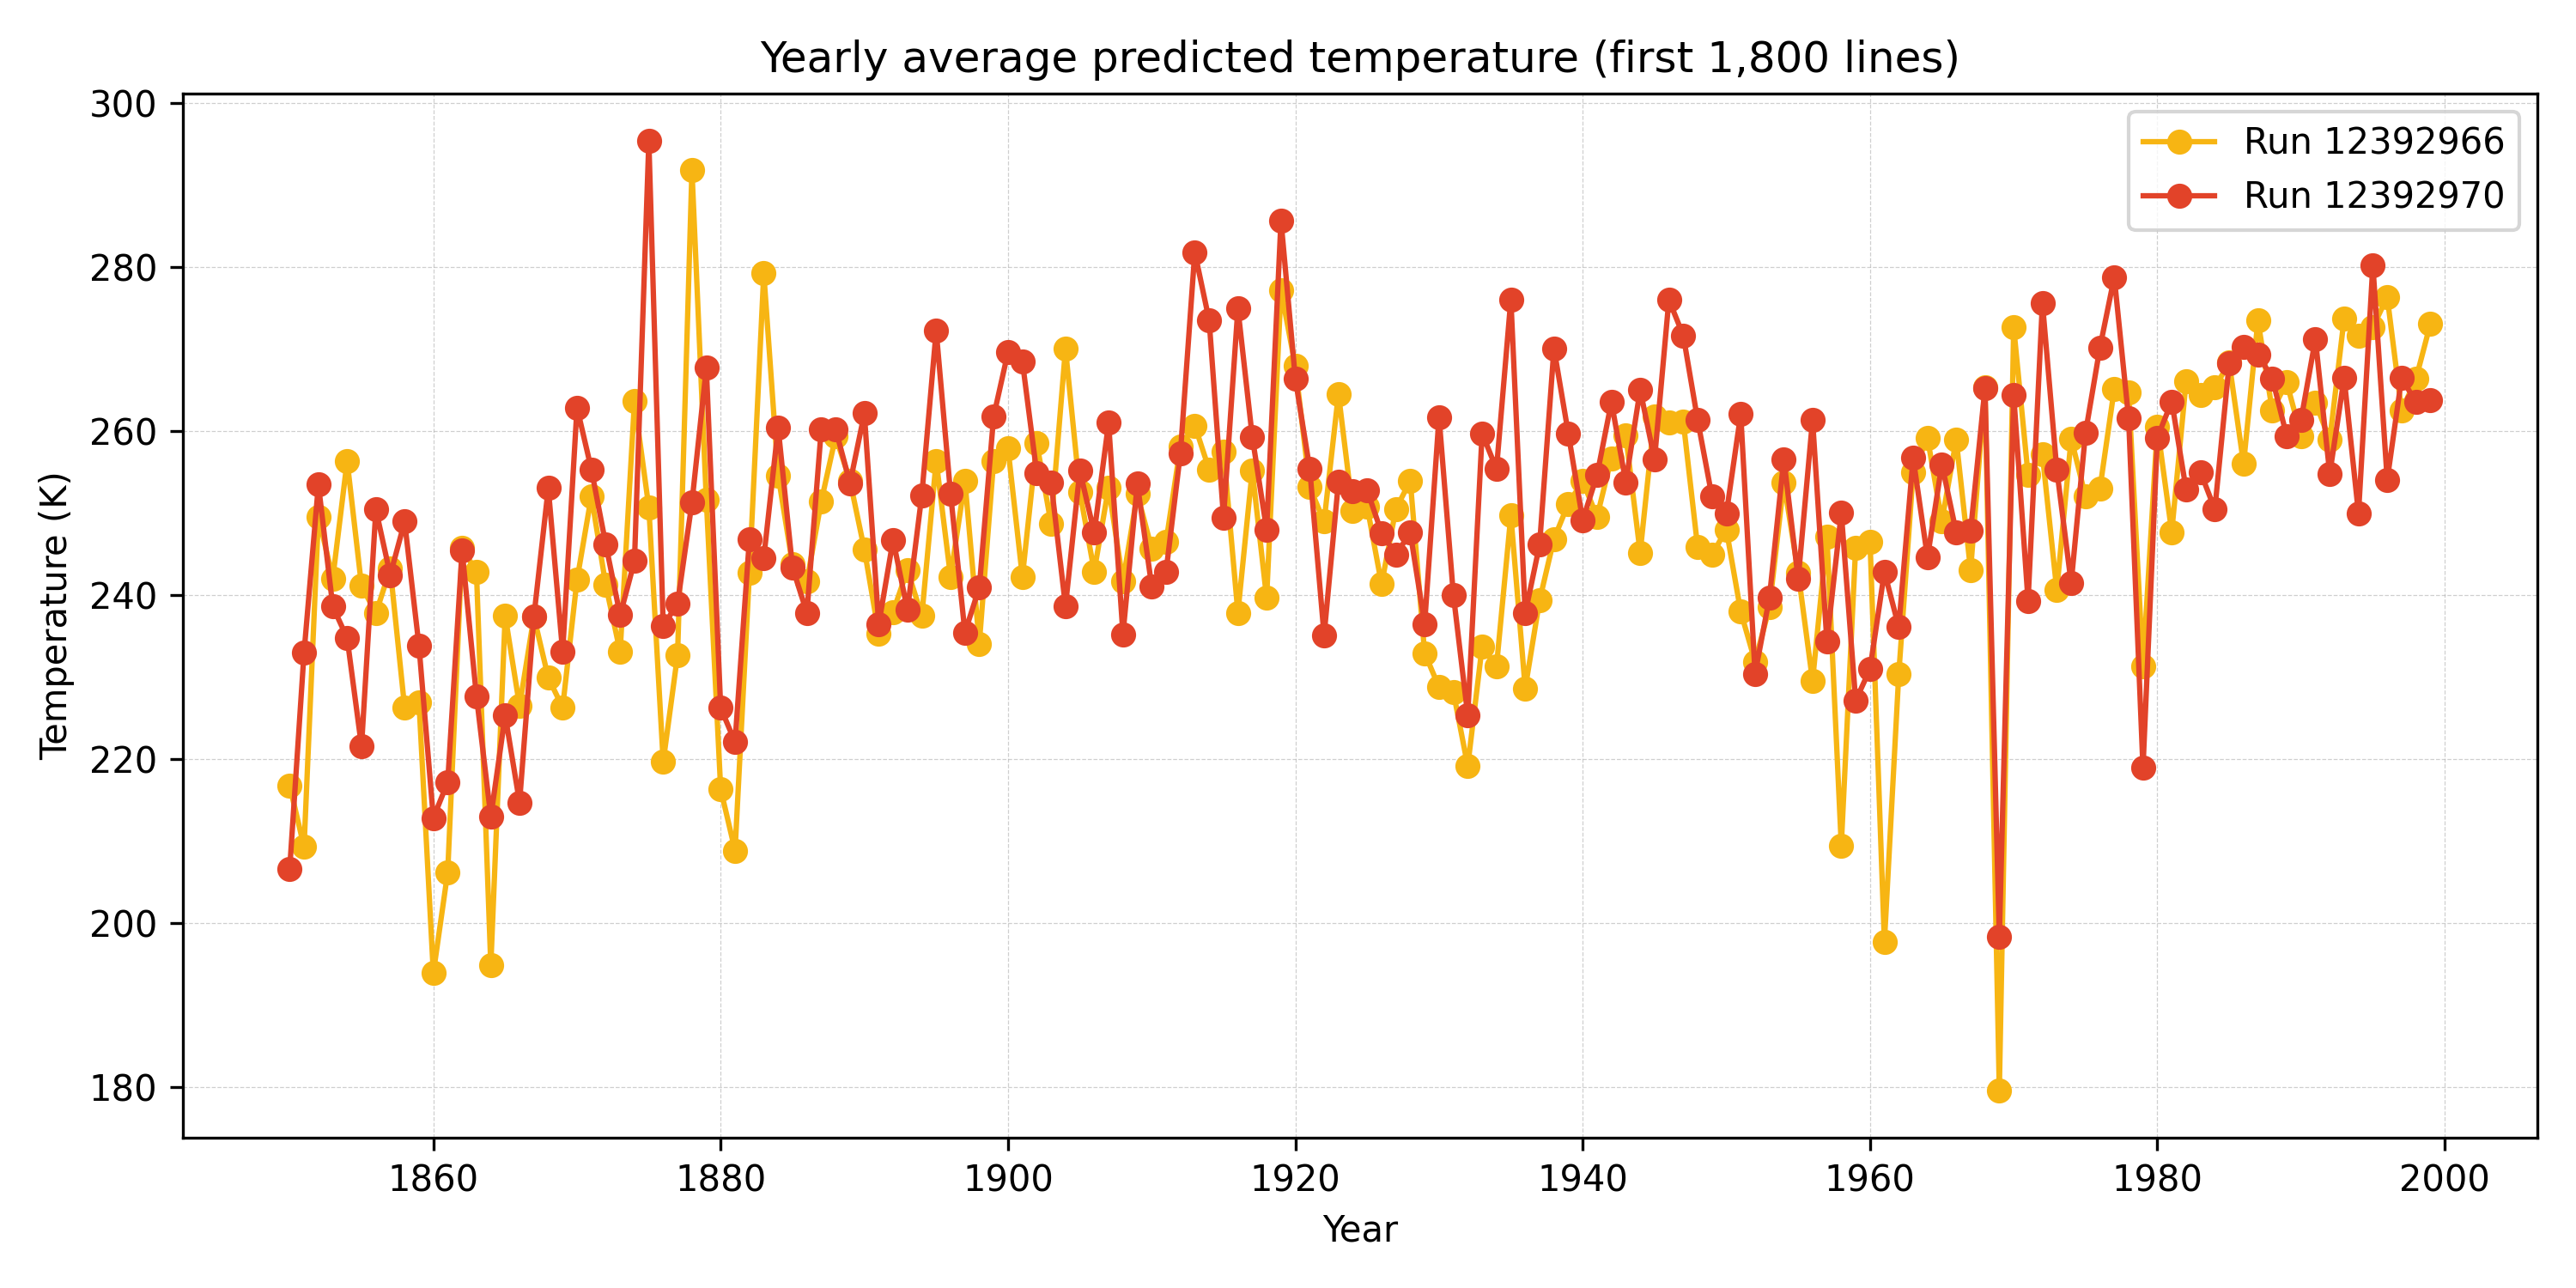 Yearly average predicted temperature (first 1,800 lines)
Run 12392966
Run 12392970
Temperature (K)
300
280
260
240
220
200
180
1860 1880 1900 1920 1940 1960 1980 2000
Year